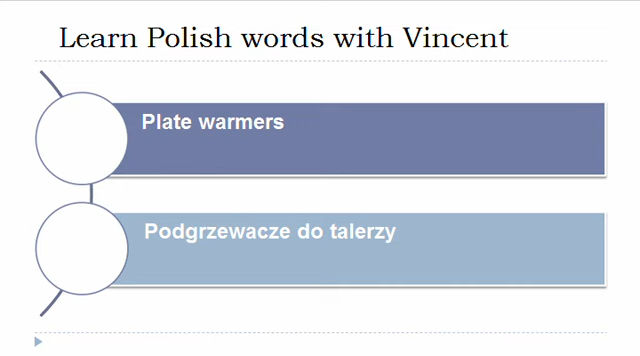 Learn Polish words with Vincent
Plate warmers
Podgrzewacze do talerzy